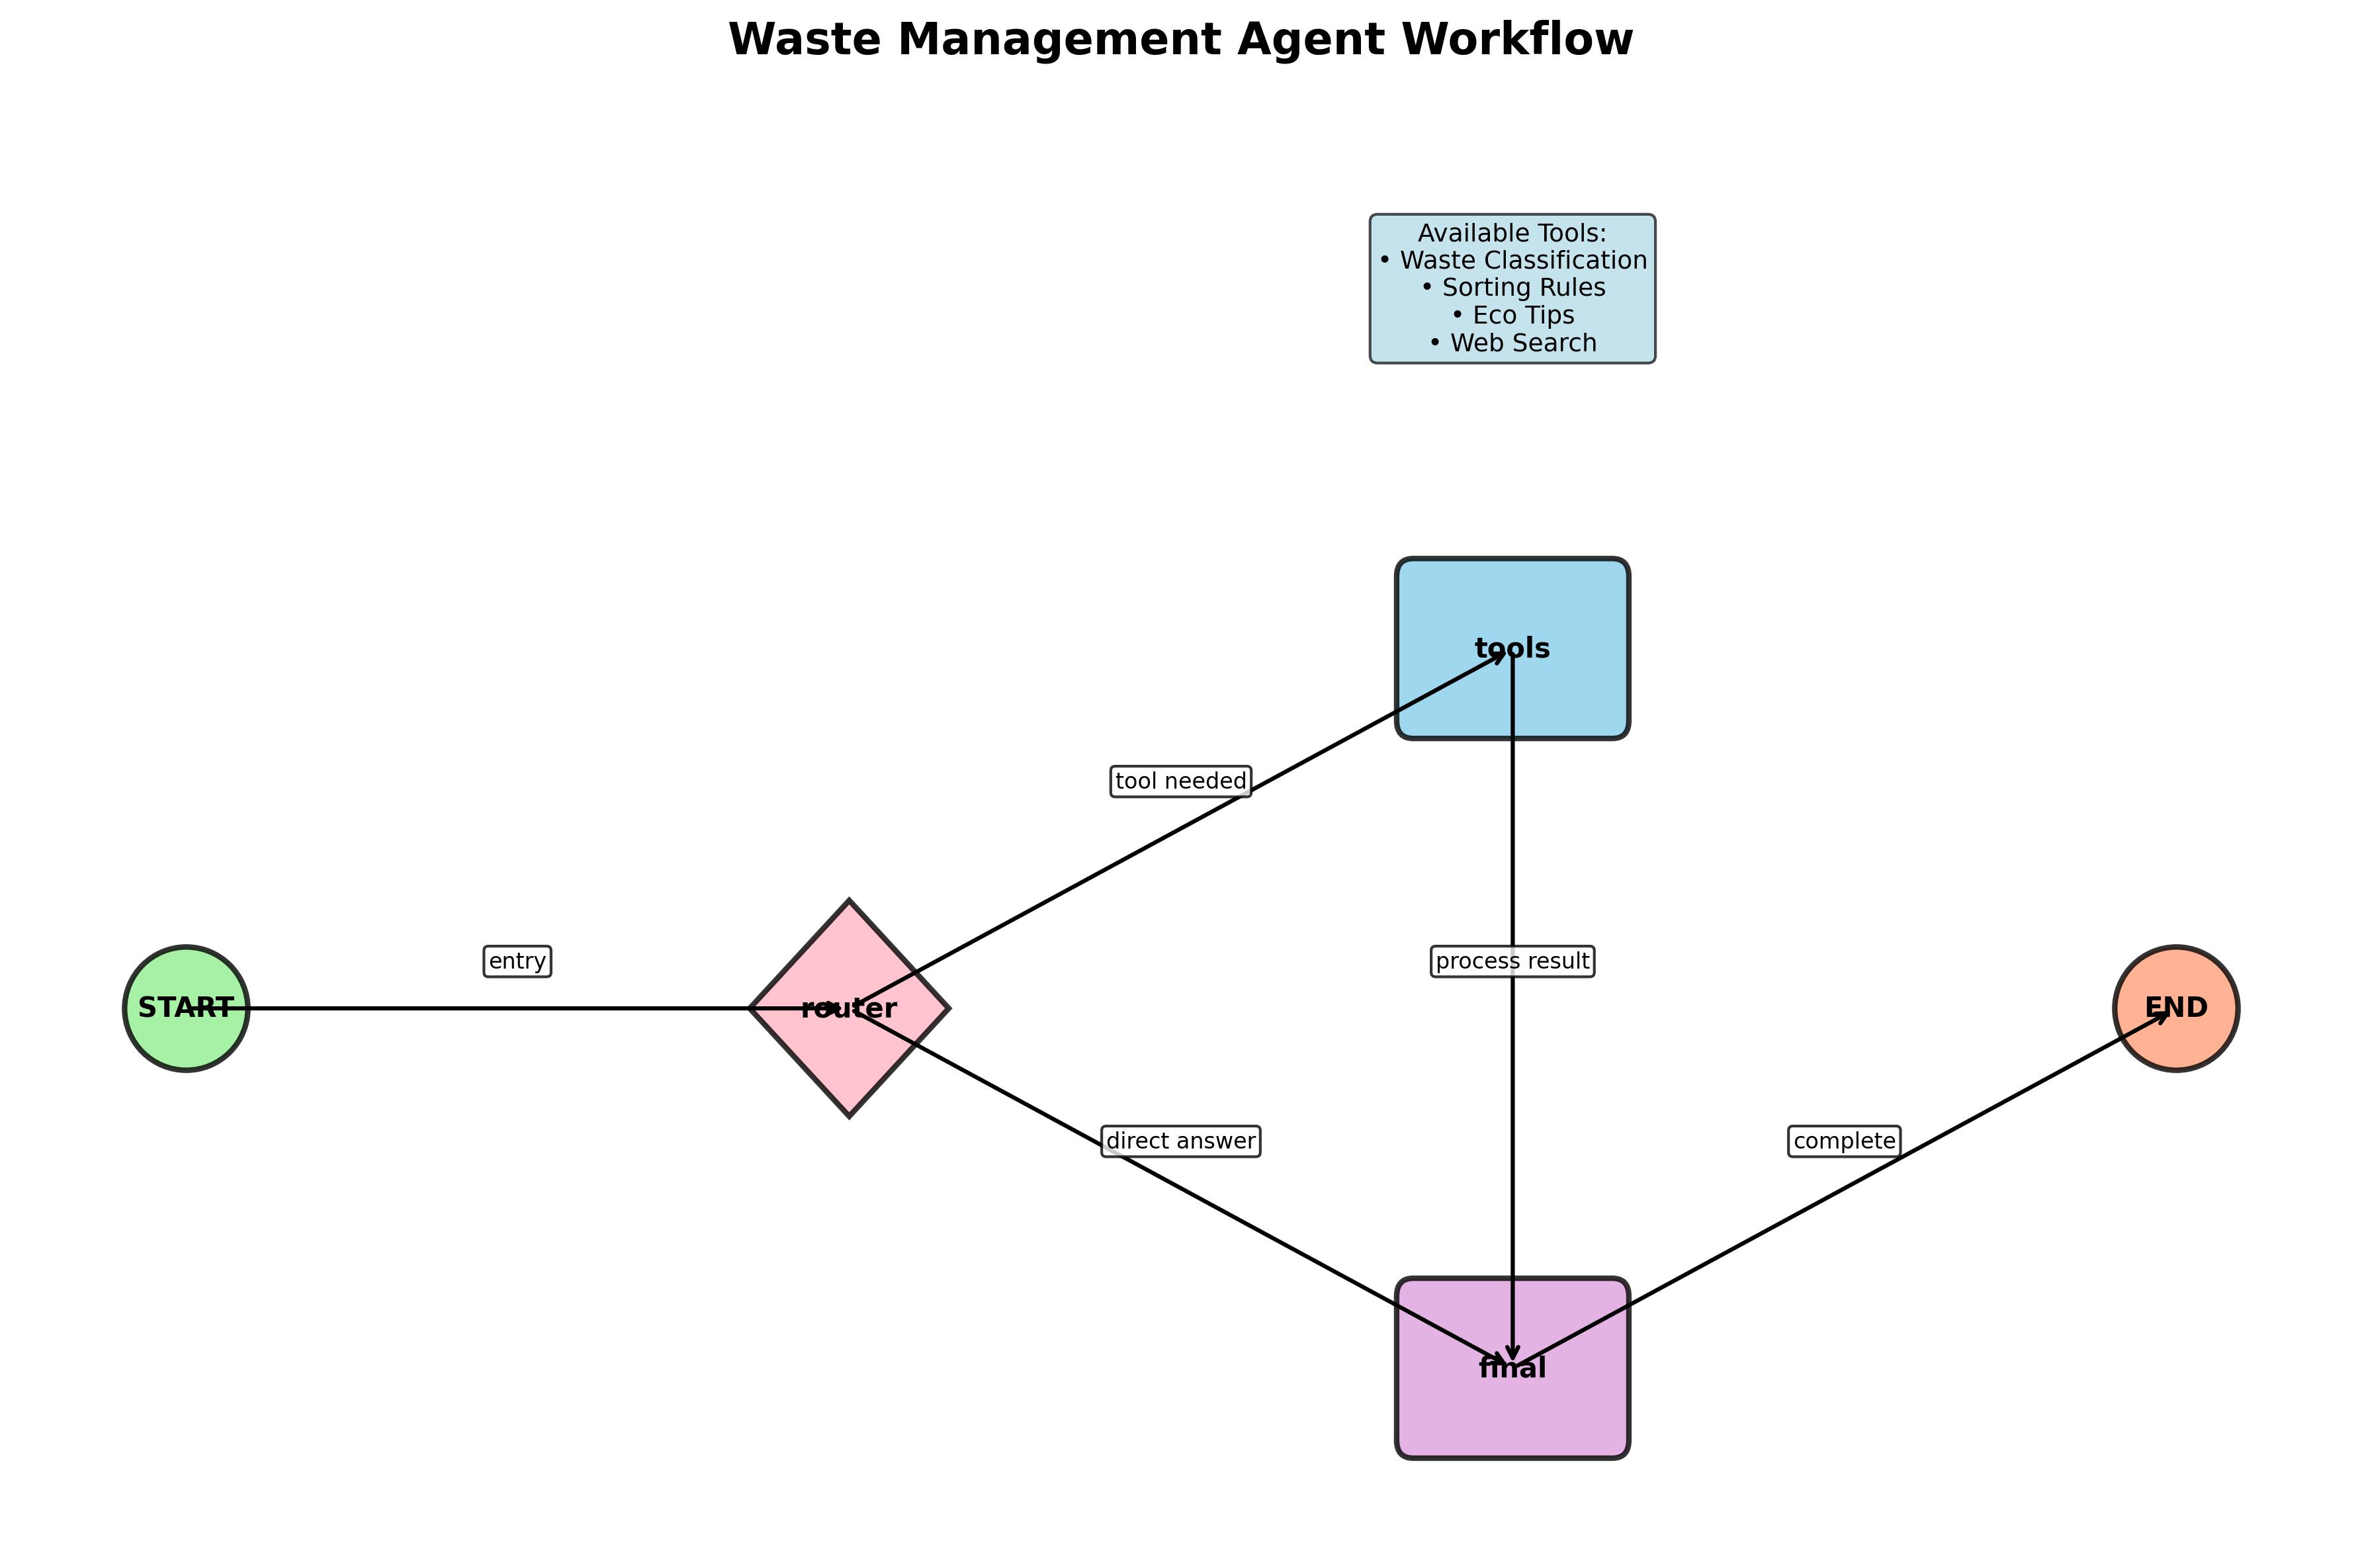 Waste Management Agent Workflow
Available Tools:
• Waste Classification
• Sorting Rules
• Eco Tips
• Web Search
tools
tool needed
entry
process result
START
router
END
direct answer
complete
final